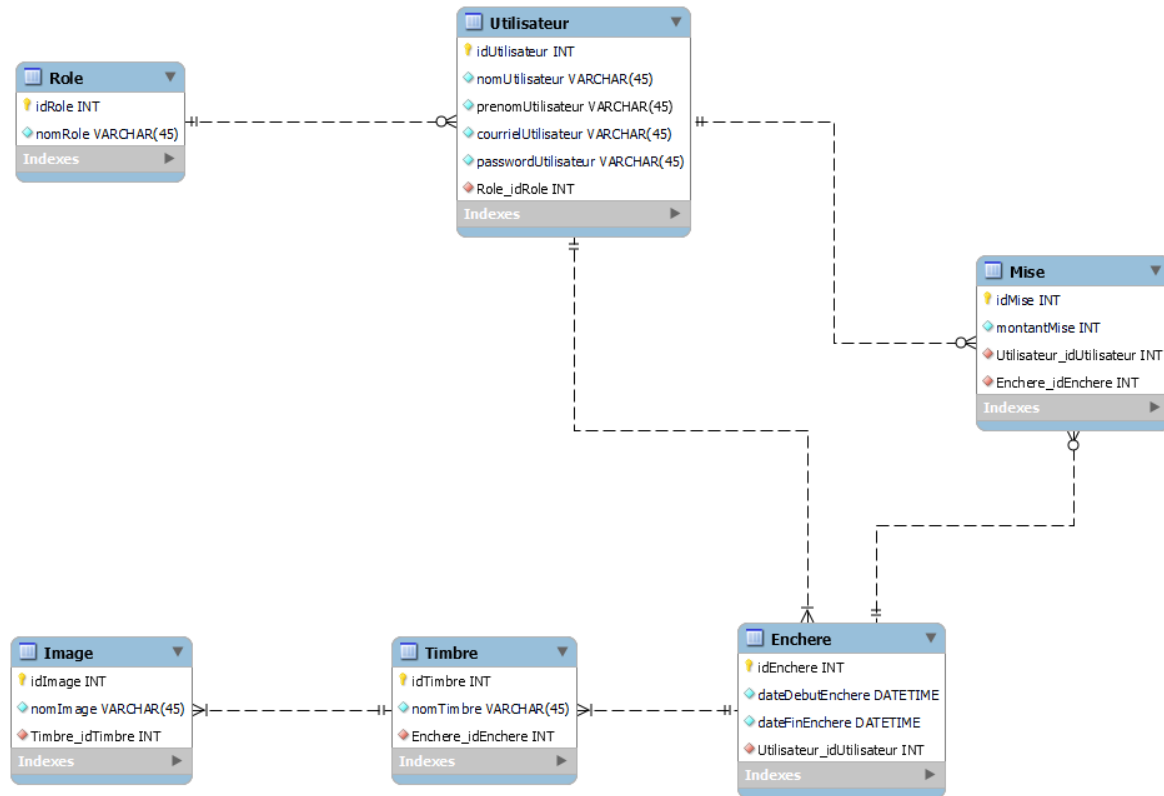 Role
idRole INT
nomRole VARCHAR(45)
Indexes
Utilisateur
idUtilisateur INT
nomUtilisateur VARCHAR(45)
prenomUtilisateur VARCHAR(45)
courrielUtilisateur VARCHAR(45)
passwordUtilisateur VARCHAR(45)
Role_idRole INT
Indexes
Mise
idMise INT
montantMise INT
Utilisateur_idUtilisateur INT
Enchere_idEnchere INT
Indexes
Image
idImage INT
nomImage VARCHAR(45)
Timbre_idTimbre INT
Indexes
Timbre
idTimbre INT
nomTimbre VARCHAR(45)
Enchere_idEnchere INT
Indexes
Enchere
idEnchere INT
dateDebutEnchere DATETIME
dateFinEnchere DATETIME
Utilisateur_idUtilisateur INT
Indexes